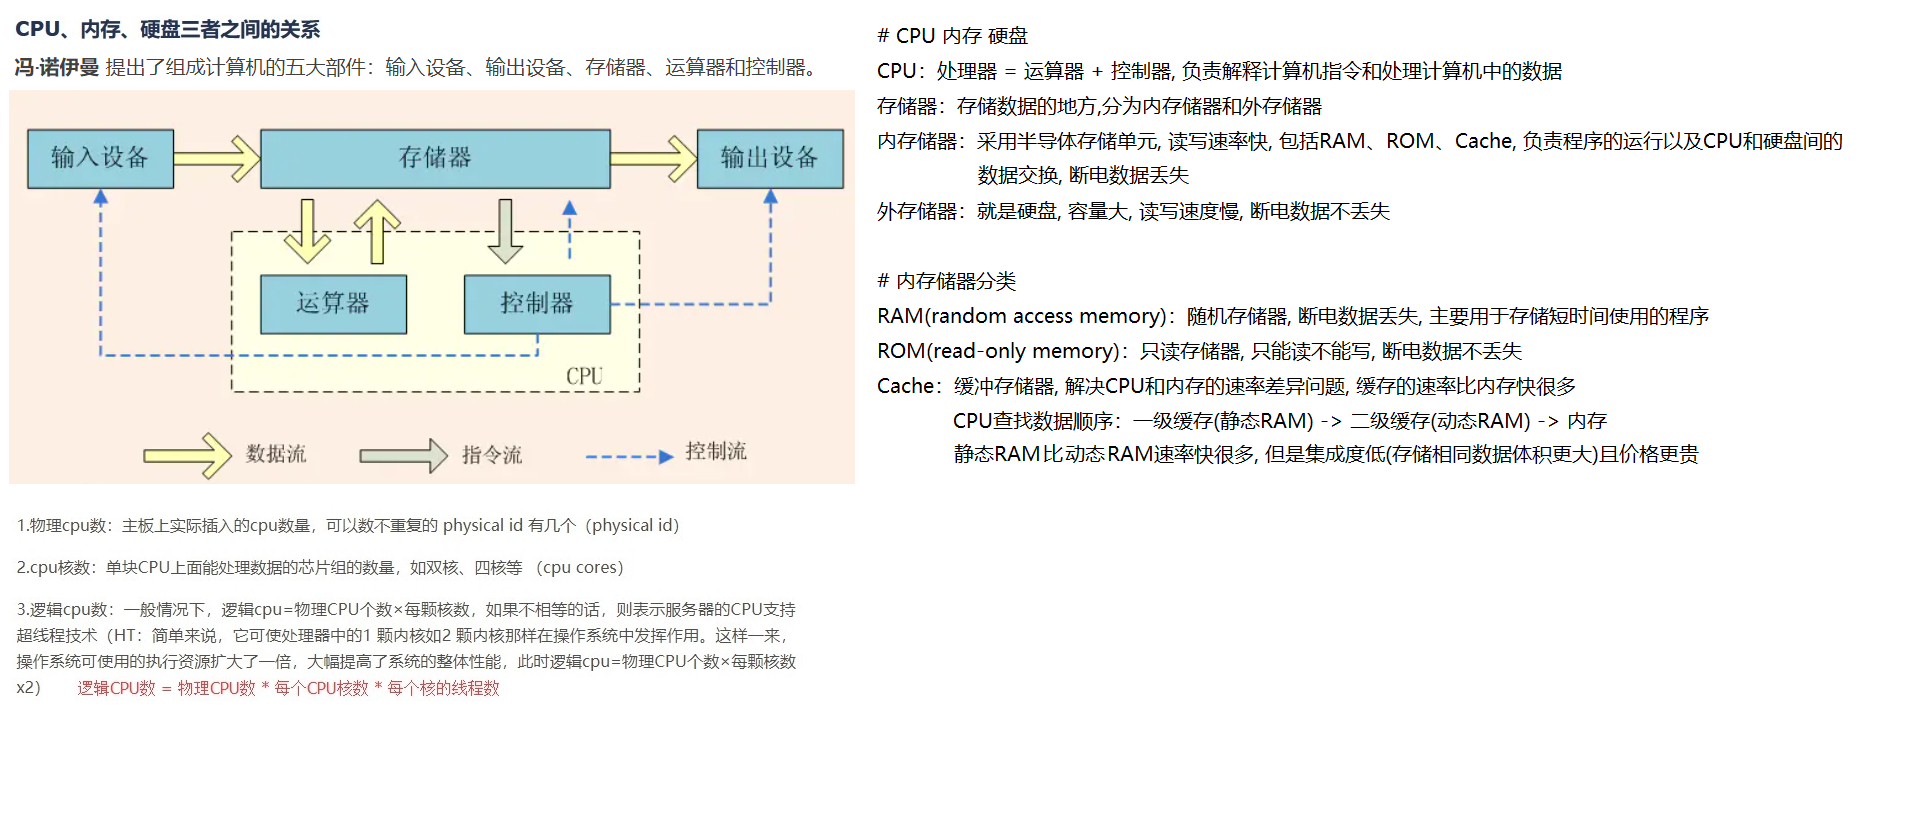 CPU、内存、硬盘三者之间的关系
冯·诺伊曼 提出了组成计算机的五大部件：输入设备、输出设备、存储器、运算器和控制器。
输入设备
存储器
输出设备
运算器
控制器
CPU
数据流
指令流
控制流
1.物理cpu数：主板上实际插入的cpu数量，可以数不重复的 physical id 有几个（physical id）
2.cpu核数：单块CPU上面能处理数据的芯片组的数量，如双核、四核等 （cpu cores）
3.逻辑cpu数：一般情况下，逻辑cpu=物理CPU个数×每颗核数，如果不相等的话，则表示服务器的CPU支持
超线程技术（HT：简单来说，它可使处理器中的1 颗内核如2 颗内核那样在操作系统中发挥作用。这样一来，
操作系统可使用的执行资源扩大了一倍，大幅提高了系统的整体性能，此时逻辑cpu=物理CPU个数×每颗核数
x2） 逻辑CPU数 = 物理CPU数 * 每个CPU核数 * 每个核的线程数
# CPU 内存 硬盘
CPU：处理器 = 运算器 + 控制器, 负责解释计算机指令和处理计算机中的数据
存储器：存储数据的地方,分为内存储器和外存储器
内存储器：采用半导体存储单元, 读写速率快, 包括RAM、ROM、Cache, 负责程序的运行以及CPU和硬盘间的
数据交换, 断电数据丢失
外存储器：就是硬盘, 容量大, 读写速度慢, 断电数据不丢失
# 内存储器分类
RAM(random access memory)：随机存储器, 断电数据丢失, 主要用于存储短时间使用的程序
ROM(read-only memory)：只读存储器, 只能读不能写, 断电数据不丢失
Cache：缓冲存储器, 解决CPU和内存的速率差异问题, 缓存的速率比内存快很多
CPU查找数据顺序：一级缓存(静态RAM) -> 二级缓存(动态RAM) -> 内存
静态RAM比动态RAM速率快很多, 但是集成度低(存储相同数据体积更大)且价格更贵